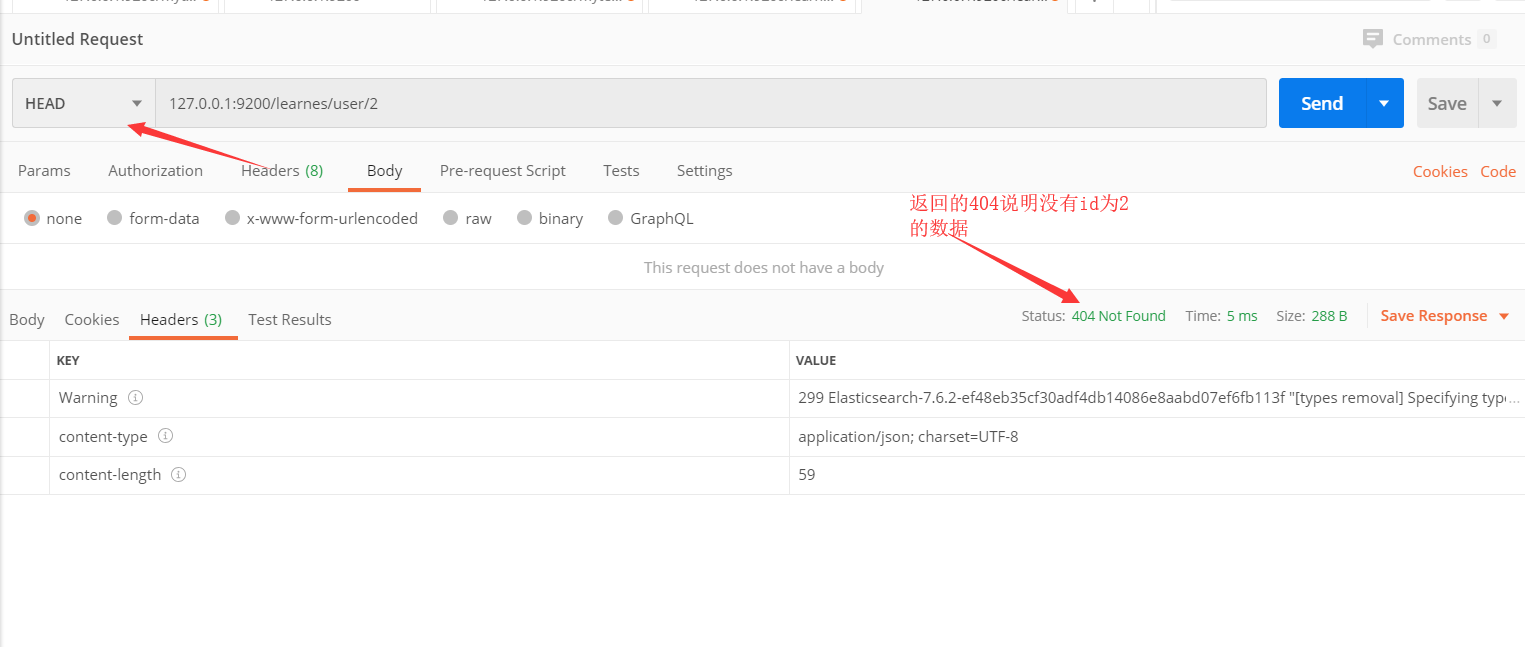 Untitled Request
Comments 0
HEAD 127.0.0.1:9200/learnes/user/2 Send Save
Params Authorization Headers (8) Body Pre-request Script Tests Settings Cookies Code
返回的404说明没有id为2
的数据
none form-data x-www-form-urlencoded raw binary GraphQL
This request does not have a body
Body Cookies Headers (3) Test Results Status: 404 Not Found Time: 5 ms Size: 288 B Save Response
KEY VALUE
Warning 299 Elasticsearch-7.6.2-ef48eb35cf30adf4db14086e8aabd07ef6fb113f "[types removal] Specifying type...
content-type application/json; charset=UTF-8
content-length 59